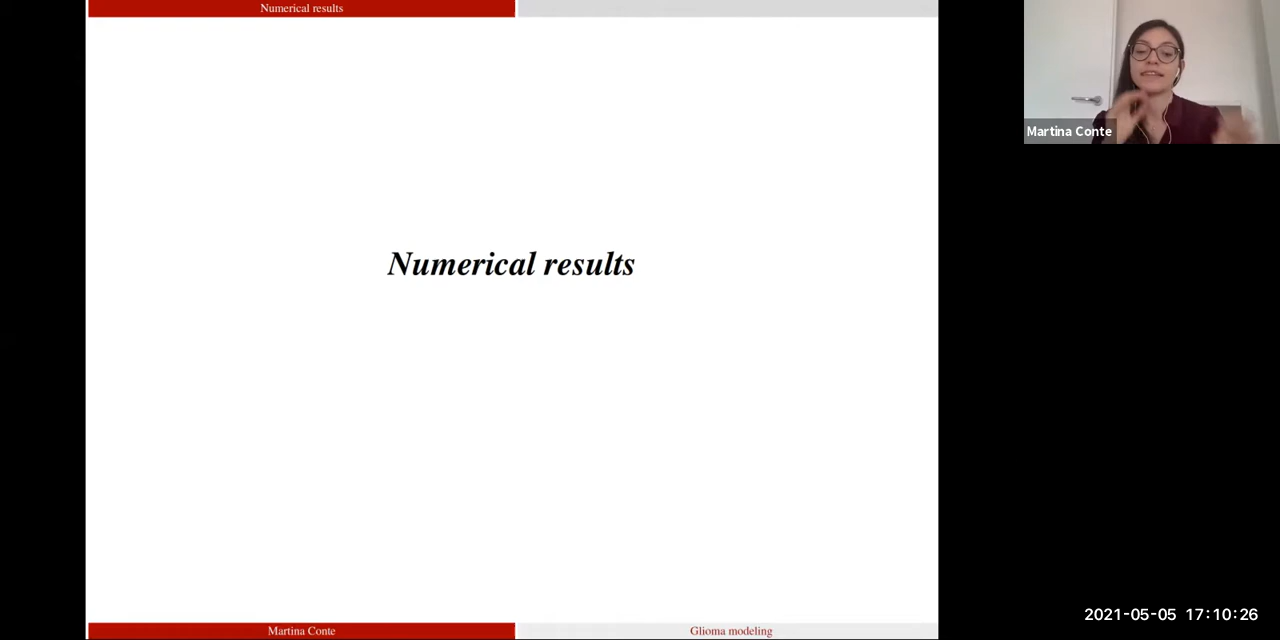 Numerical results
Martina Conte
Numerical results
2021-05-05 17:10:26
Martina Conte
Glioma modeling